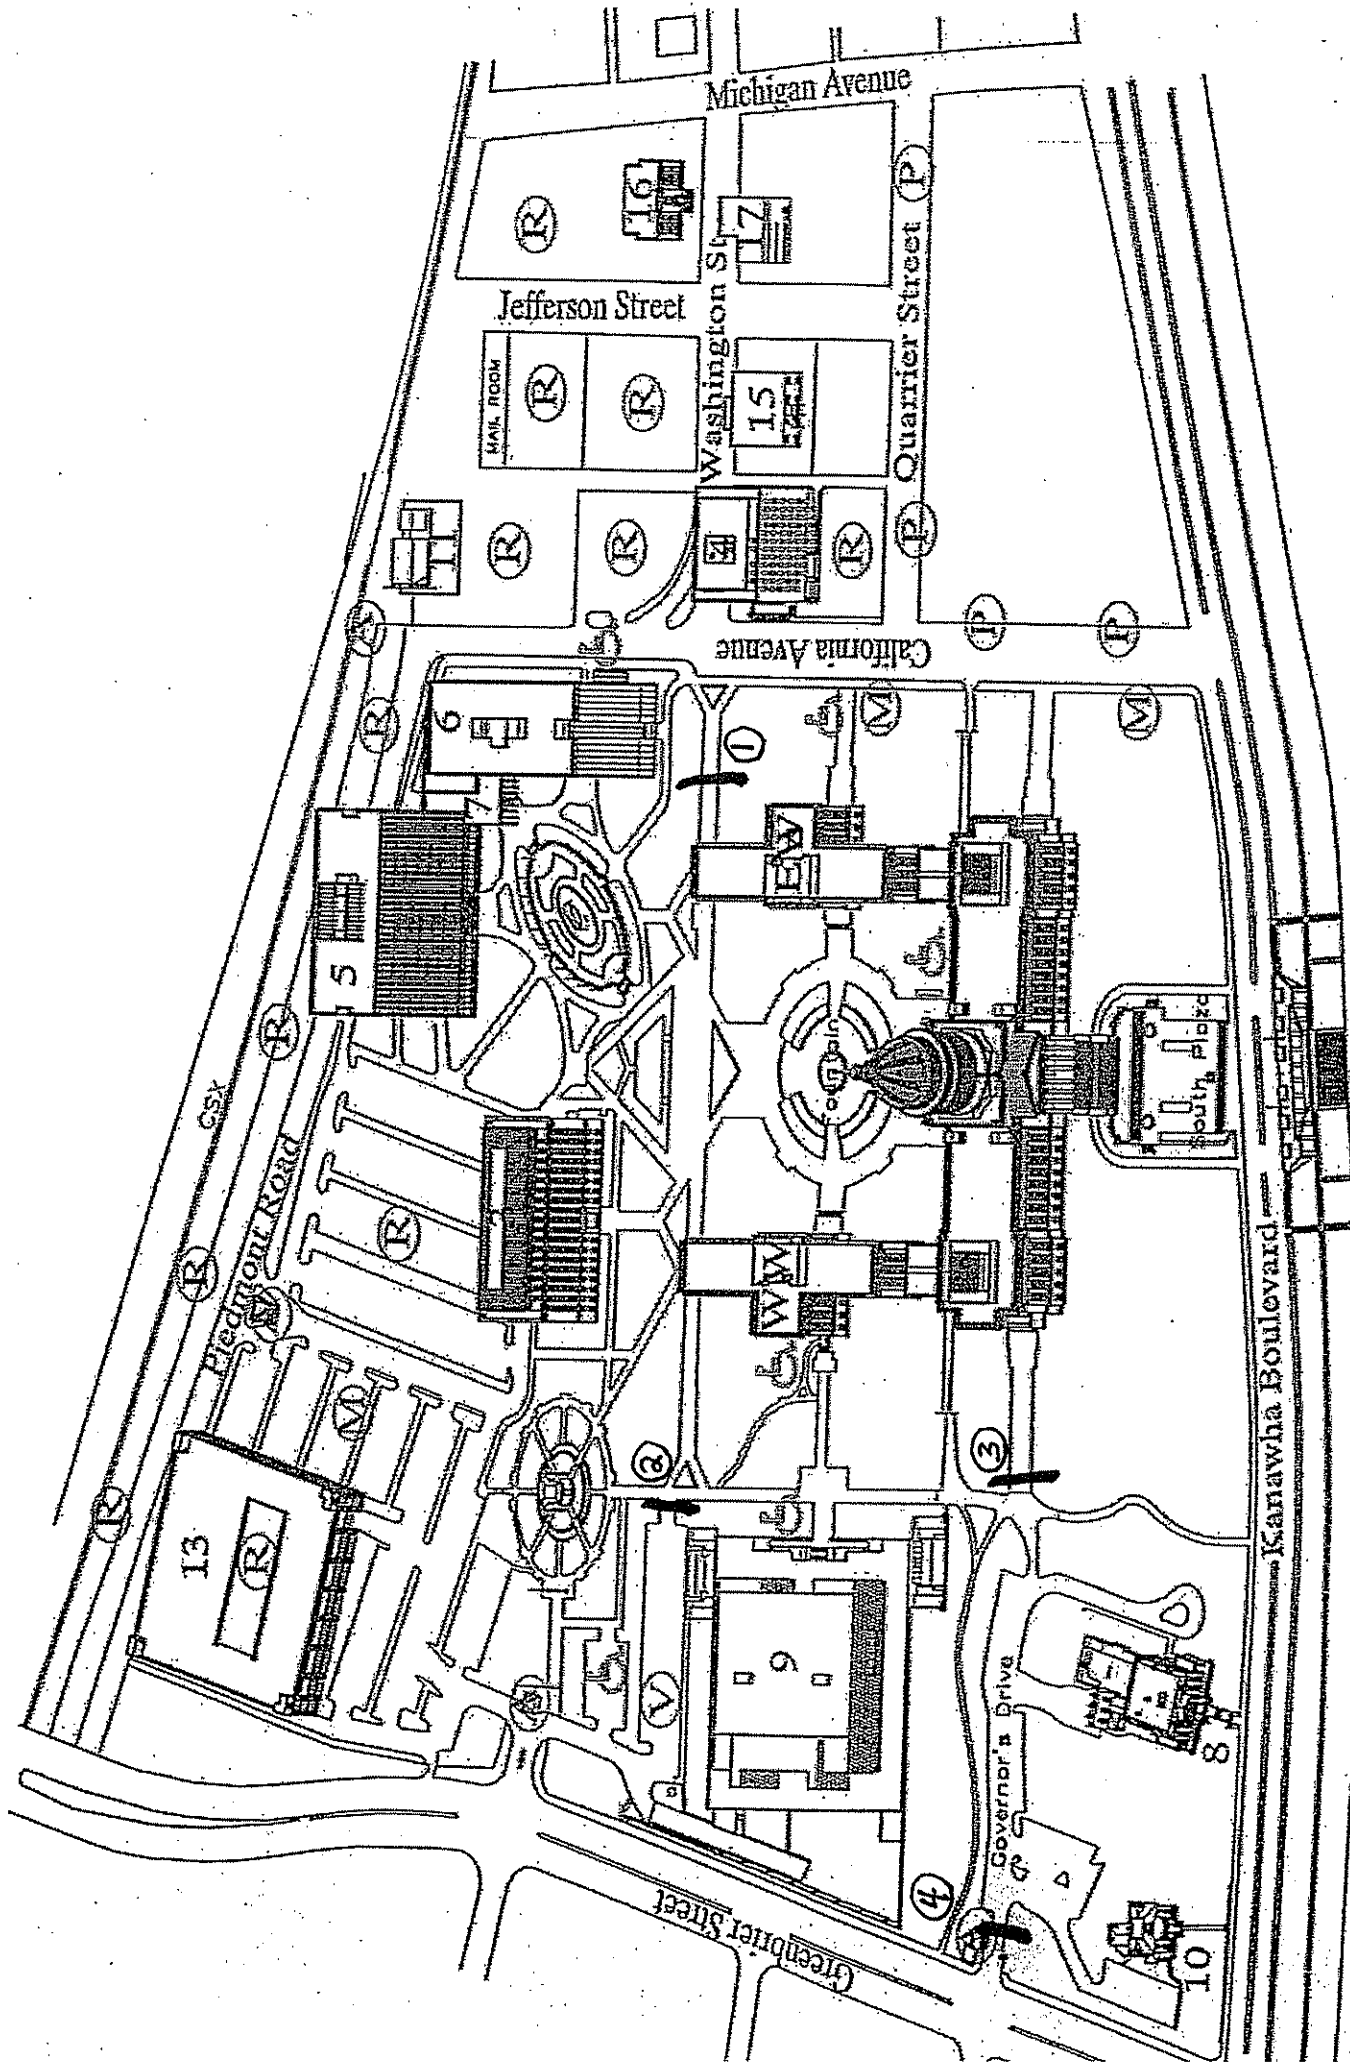 Michigan Avenue
16
R
17
P
Jefferson Street
Washington St
Quarrier Street
MAIL ROOM
R
R
15
11
R
R
R
P
R
California Avenue
P
P
6
R
M
M
1
7
5
E W
R
CSX
Fountain
South Plaza
Piedmont Road
R
R
W W
Kanawha Boulevard
M
2
3
13
R
R
9
V
Governor's Drive
8
4
Greenbrier Street
10